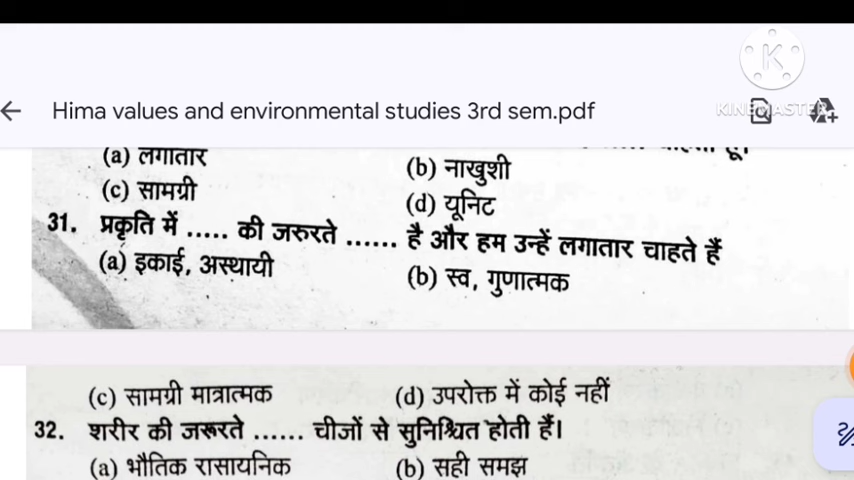 KINEMASTER
Hima values and environmental studies 3rd sem.pdf
(a) लगातार
(b) नाखुशी
(c) सामग्री
(d) यूनिट
31. प्रकृति में ..... की जरुरते ...... है और हम उन्हें लगातार चाहते हैं
(a) इकाई, अस्थायी
(b) स्व, गुणात्मक
(c) सामग्री मात्रात्मक
(d) उपरोक्त में कोई नहीं
32. शरीर की जरूरते ...... चीजों से सुनिश्चित होती हैं।
(a) भौतिक रासायनिक
(b) सही समझ